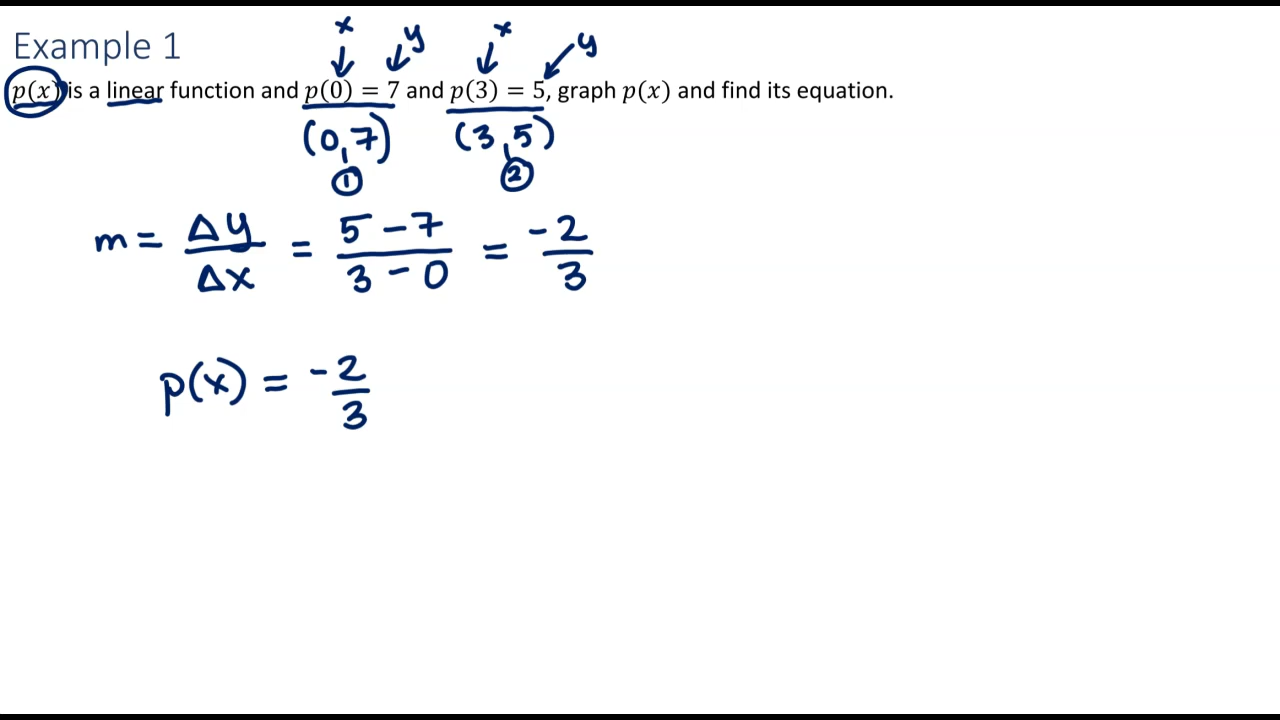 x y x y
Example 1
p(x) is a linear function and p(0) = 7 and p(3) = 5, graph p(x) and find its equation.
(0,7) (3,5)
① ②
m = Δy/Δx = 5 - 7/3 - 0 = -2/3
p(x) = -2/3